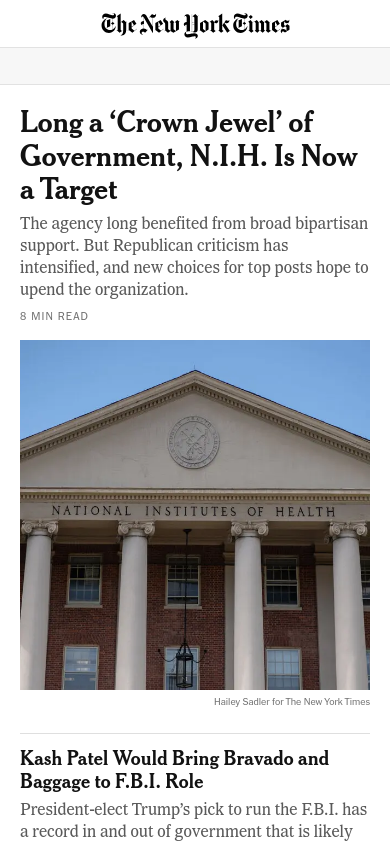 The New York Times
Long a ‘Crown Jewel’ of
Government, N.I.H. Is Now
a Target
The agency long benefited from broad bipartisan
support. But Republican criticism has
intensified, and new choices for top posts hope to
upend the organization.
8 MIN READ
NATIONAL INSTITUTES OF HEALTH
Hailey Sadler for The New York Times
Kash Patel Would Bring Bravado and
Baggage to F.B.I. Role
President-elect Trump’s pick to run the F.B.I. has
a record in and out of government that is likely